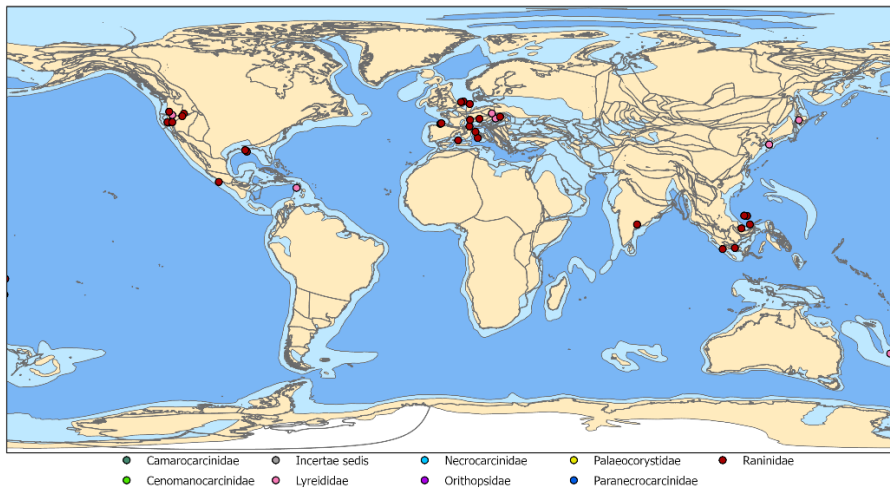 Camarocarcinidae Incertae sedis Necrocarcinidae Palaeocorystidae Raninidae
Cenomanocarcinidae Lyreididae Orithopsidae Paranecrocarcinidae